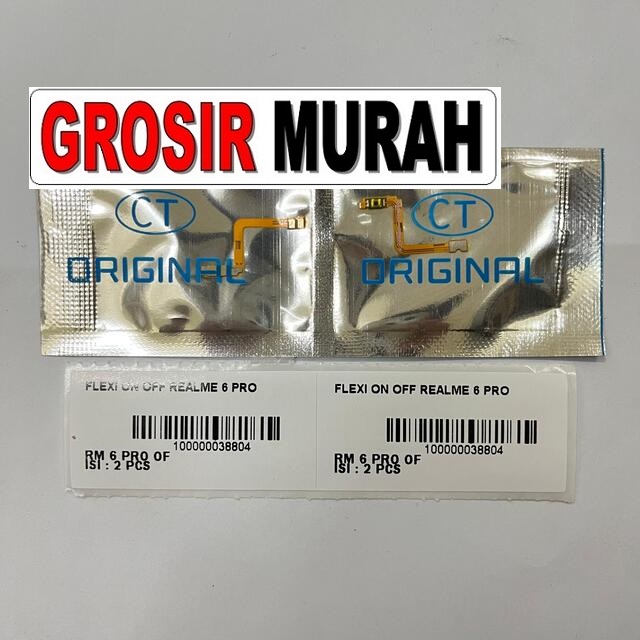 GROSIR MURAH
CT
CT
ORIGINAL
ORIGINAL
FLEXI ON OFF REALME 6 PRO
FLEXI ON OFF REALME 6 PRO
100000038804
100000038804
RM 6 PRO OF
RM 6 PRO OF
ISI : 2 PCS
ISI : 2 PCS